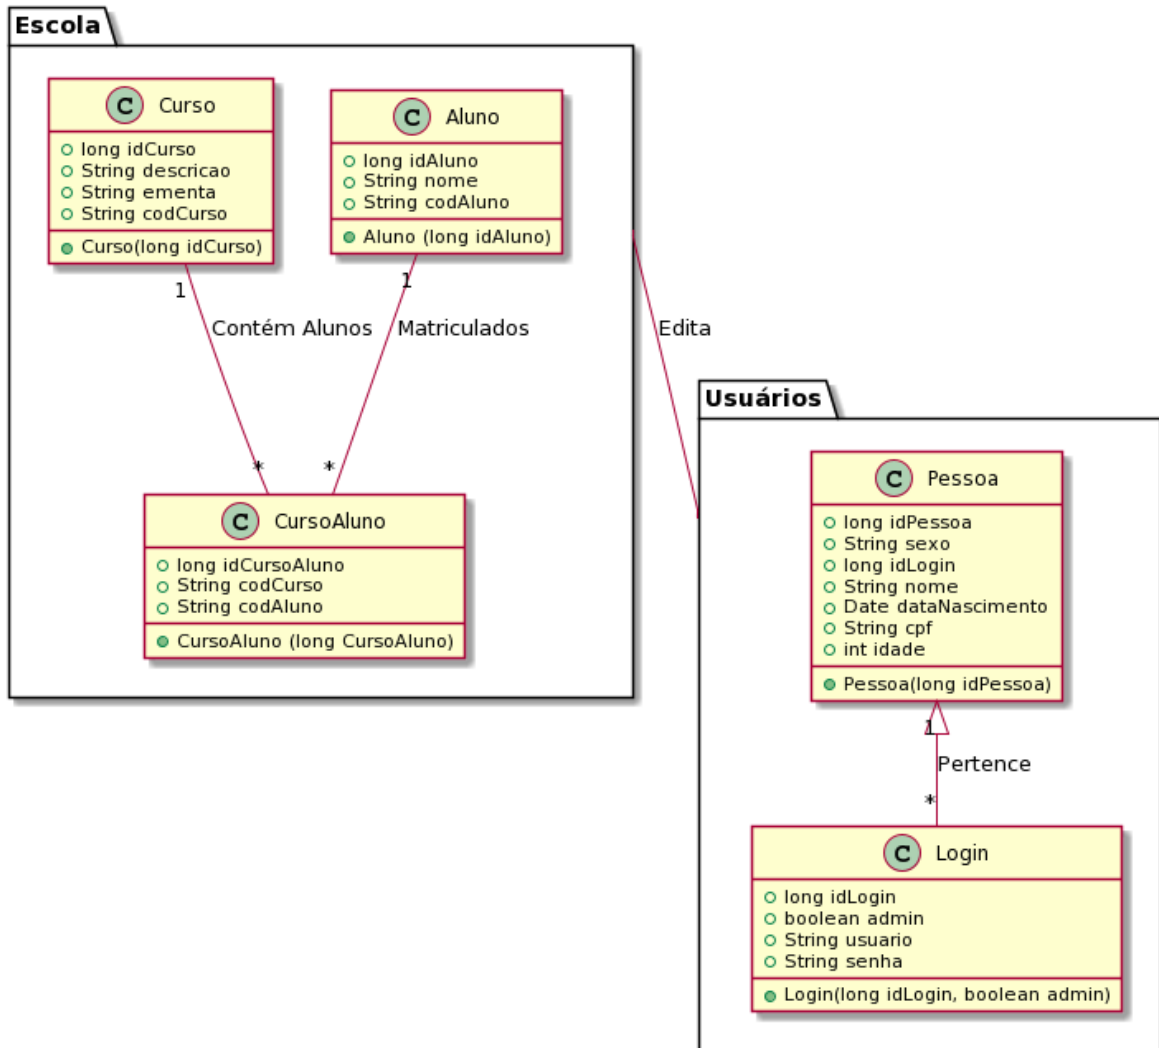 Escola
C Curso
long idCurso
String descricao
String ementa
String codCurso
Curso(long idCurso)
C Aluno
long idAluno
String nome
String codAluno
Aluno (long idAluno)
1
1
Contém Alunos
Matriculados
*
*
C CursoAluno
long idCursoAluno
String codCurso
String codAluno
CursoAluno (long CursoAluno)
Edita
Usuários
C Pessoa
long idPessoa
String sexo
long idLogin
String nome
Date dataNascimento
String cpf
int idade
Pessoa(long idPessoa)
1
Pertence
*
C Login
long idLogin
boolean admin
String usuario
String senha
Login(long idLogin, boolean admin)